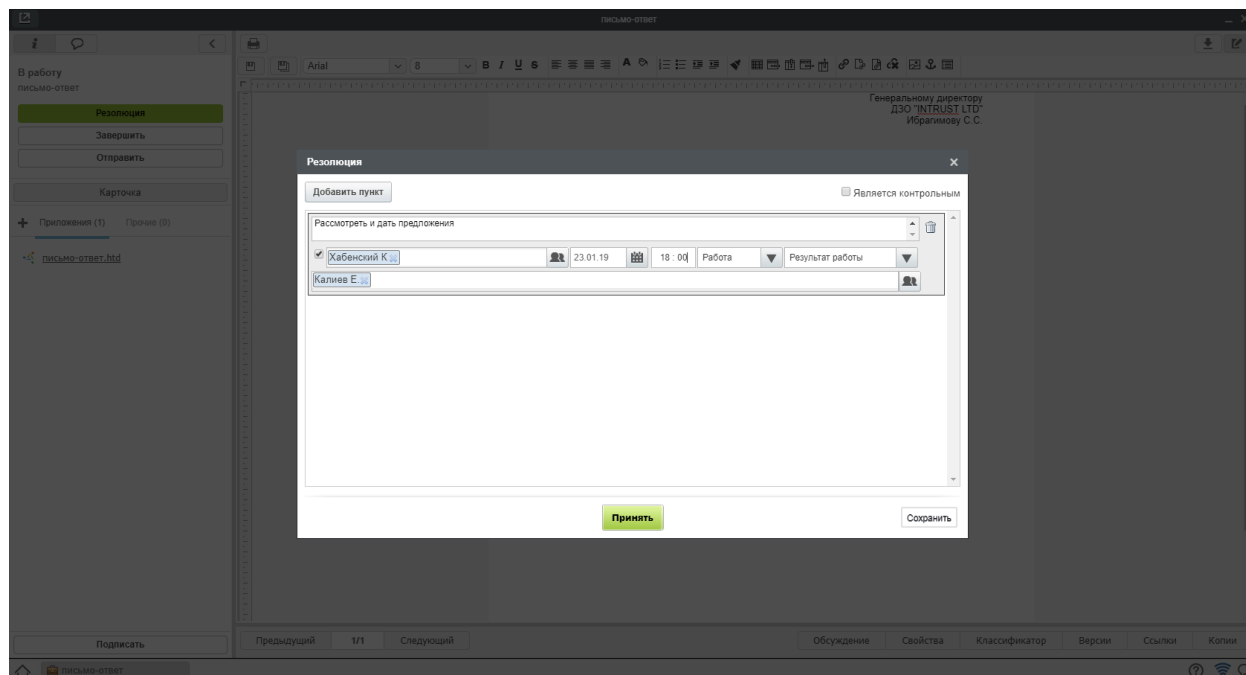 письмо-ответ
В работу
письмо-ответ
Резолюция
Завершить
Отправить
Карточка
Приложения (1) Прочие (0)
письмо-ответ.htd
Подписать
Arial 8 B I U S
Генеральному директору
ДЗО "INTRUST LTD"
Ибрагимову С.С.
Резолюция
Добавить пункт Является контрольным
Рассмотреть и дать предложения
Хабенский К. 23.01.19 18 : 00 Работа Результат работы
Калиев Е.
Принять Сохранить
Предыдущий 1/1 Следующий Обсуждение Свойства Классификатор Версии Ссылки Копии
письмо-ответ